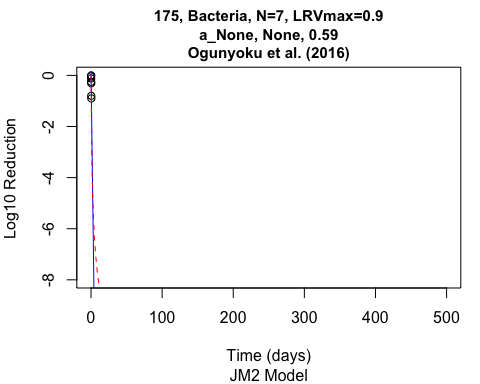 175, Bacteria, N=7, LRVmax=0.9
a_None, None, 0.59
Ogunyoku et al. (2016)
Log10 Reduction
0
-2
-4
-6
-8
0 100 200 300 400 500
Time (days)
JM2 Model